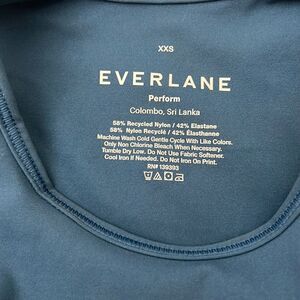 XXS
EVERLANE
Perform
Colombo, Sri Lanka
58% Recycled Nylon / 42% Elastane
58% Nylon Recyclé / 42% Élasthanne
Machine Wash Cold Gentle Cycle With Like Colors.
Only Non Chlorine Bleach When Necessary.
Tumble Dry Low. Do Not Use Fabric Softener.
Cool Iron if Needed. Do Not Iron on Print.
RN# 139393